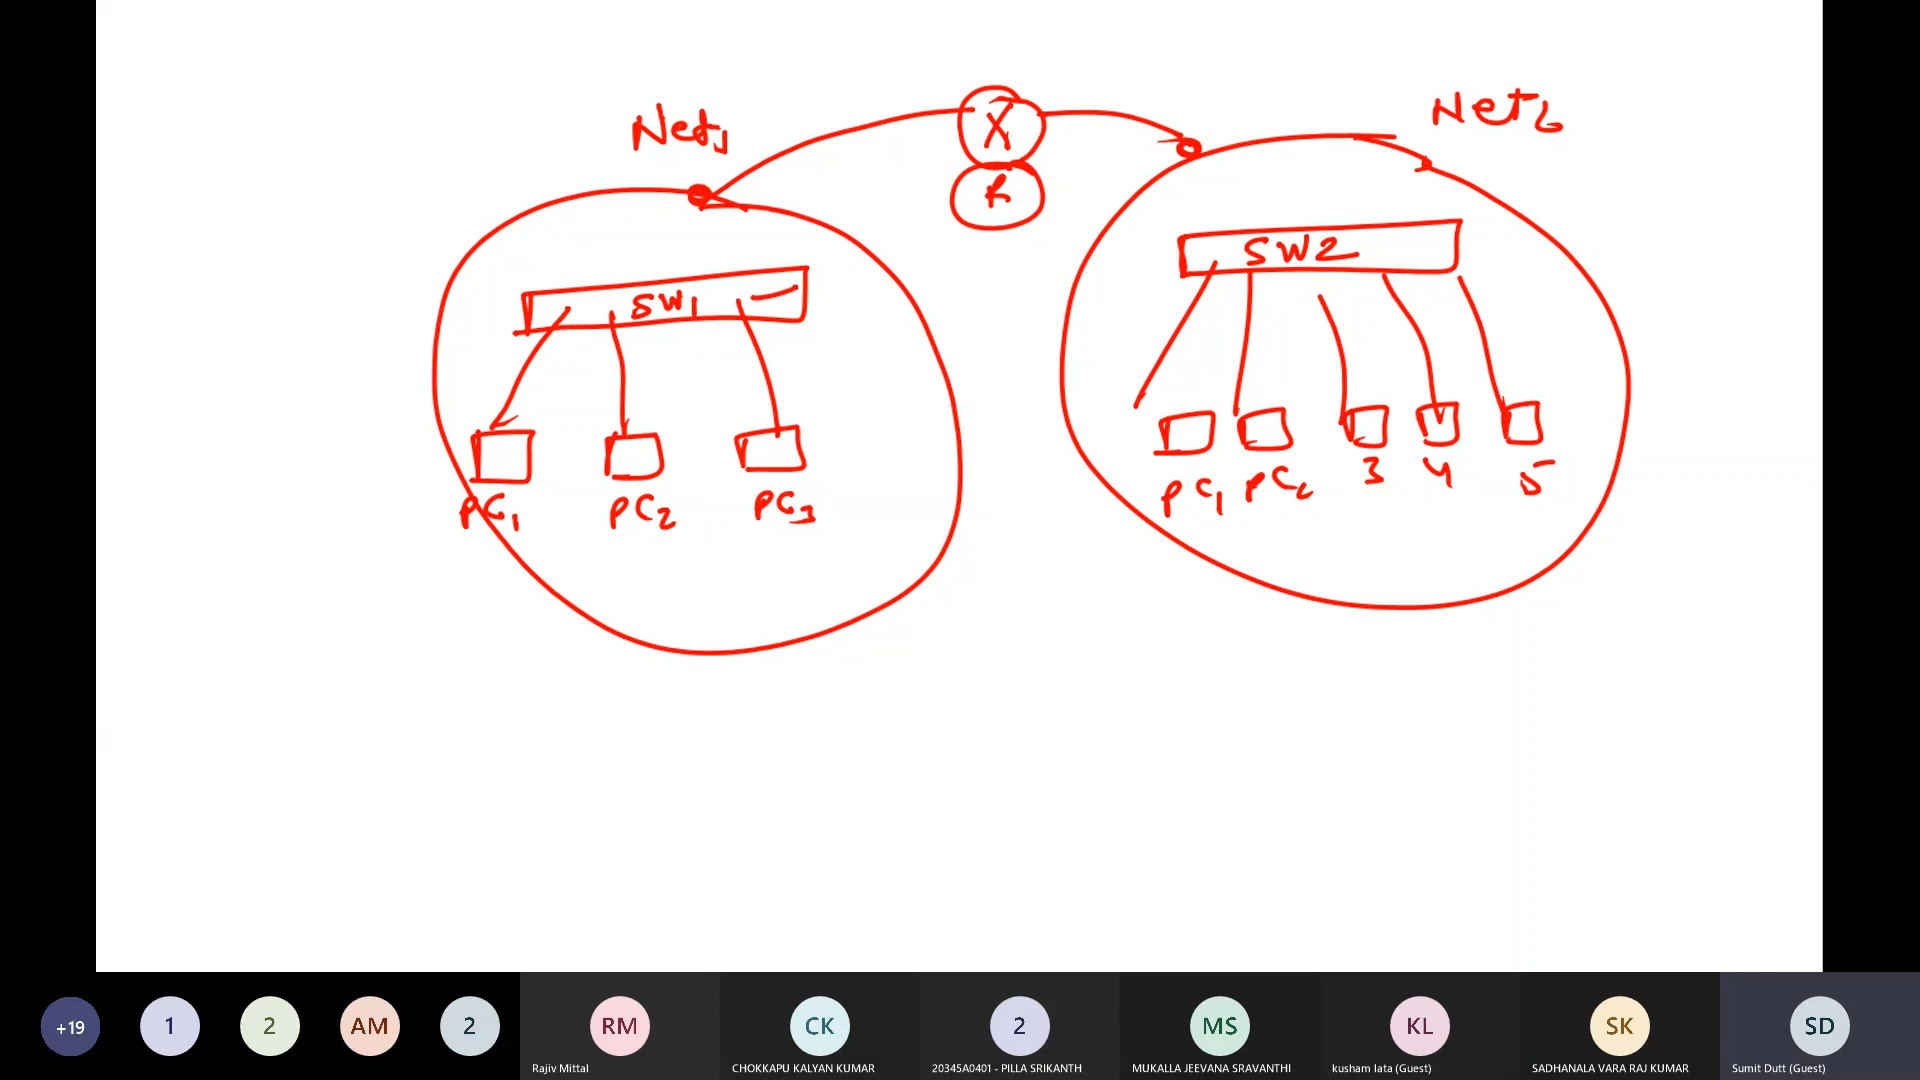 Net1
X
R
Net2
SW1
SW2
PC1
PC2
PC3
PC1
PC2
3
4
5
+19
1
2
AM
2
RM
CK
2
MS
KL
SK
SD
Rajiv Mittal
CHOKKAPU KALYAN KUMAR
20345A0401 - PILLA SRIKANTH
MUKALLA JEEVANA SRAVANTHI
kusham lata (Guest)
SADHANALA VARA RAJ KUMAR
Sumit Dutt (Guest)